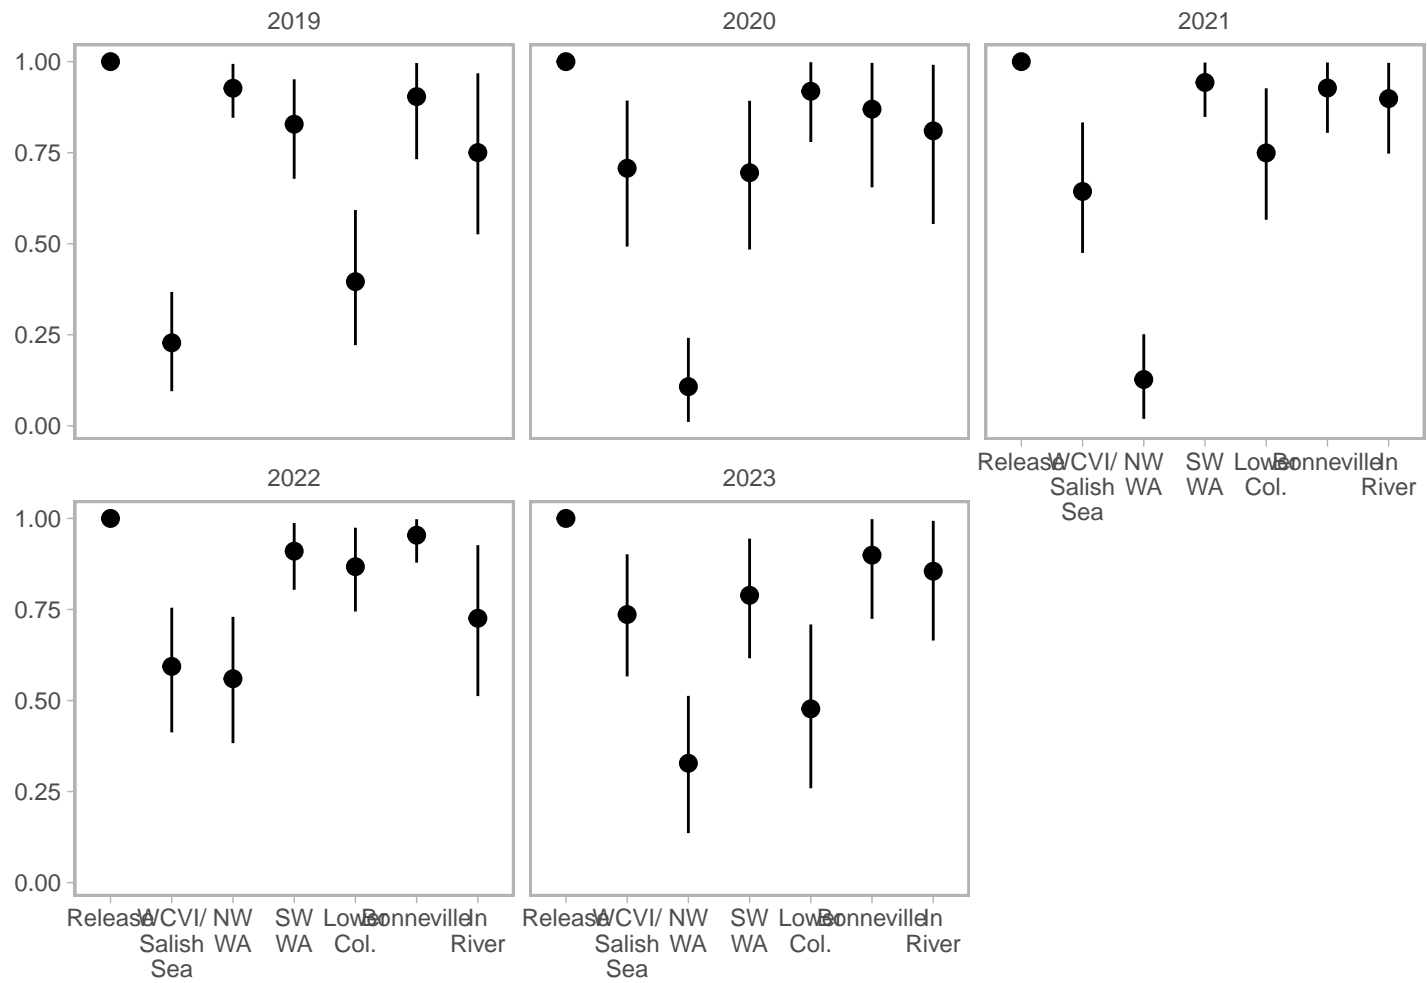 2019
2020
2021
1.00
0.75
0.50
0.25
0.00
Release WCVI/ NW SW Lower Bonneville In
Salish WA WA Col. River
Sea
2022
2023
1.00
0.75
0.50
0.25
0.00
Release WCVI/ NW SW Lower Bonneville In Release WCVI/ NW SW Lower Bonneville In
Salish WA WA Col. River Salish WA WA Col. River
Sea Sea